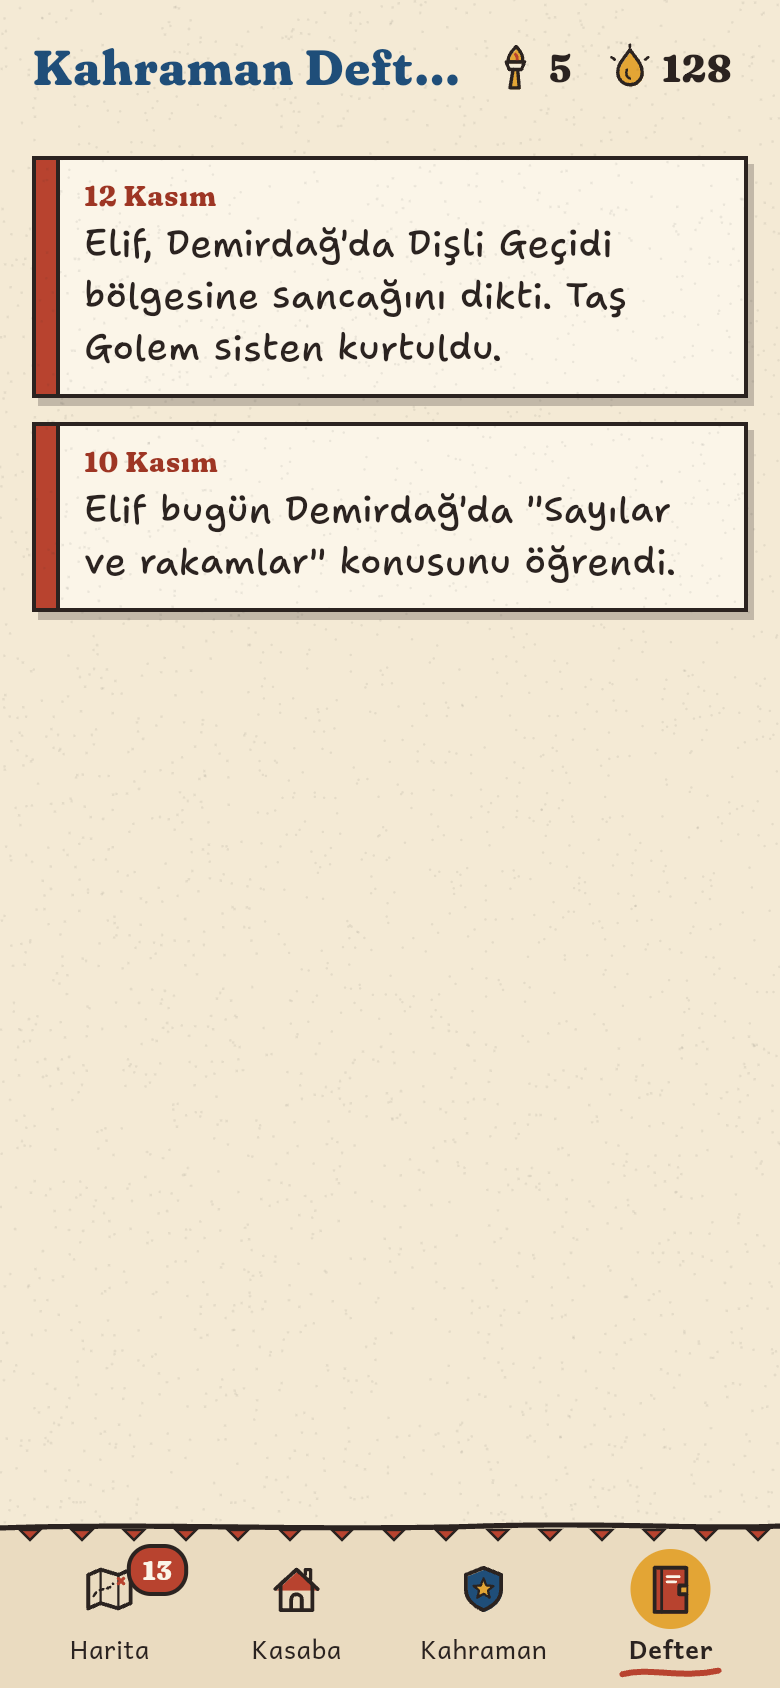 Kahraman Deft...
5
128
12 Kasım
Elif, Demirdağ'da Dişli Geçidi
bölgesine sancağını dikti. Taş
Golem sisten kurtuldu.
10 Kasım
Elif bugün Demirdağ'da "Sayılar
ve rakamlar" konusunu öğrendi.
13
Harita
Kasaba
Kahraman
Defter